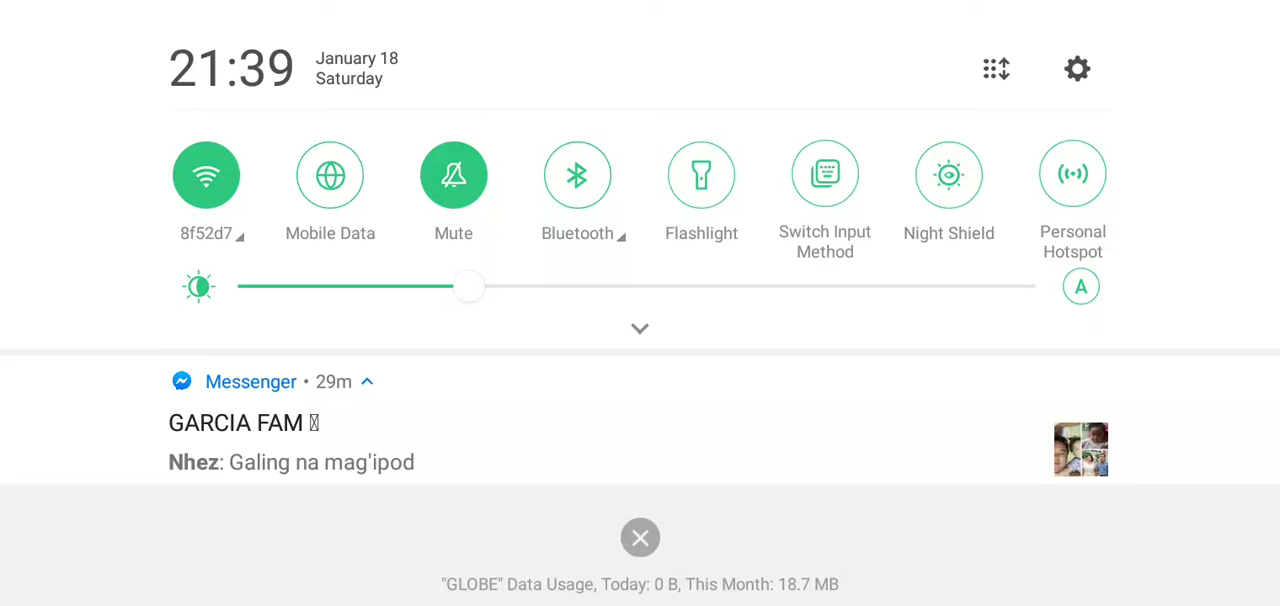 21:39
January 18
Saturday
8f52d7
Mobile Data
Mute
Bluetooth
Flashlight
Switch Input
Method
Night Shield
Personal
Hotspot
A
Messenger • 29m
GARCIA FAM
Nhez: Galing na mag'ipod
"GLOBE" Data Usage, Today: 0 B, This Month: 18.7 MB